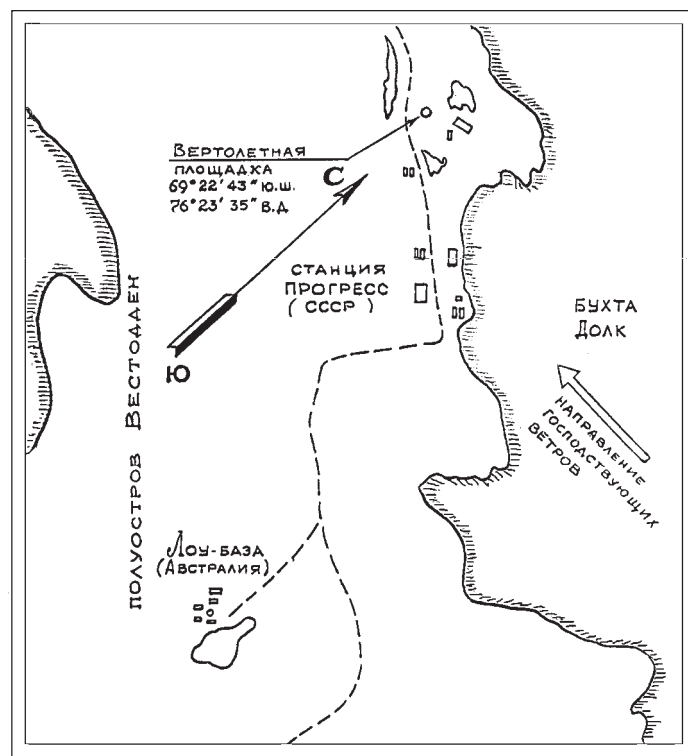 ВЕРТОЛЕТНАЯ
ПЛОЩАДКА
69°22'43" Ю.Ш.
76°23'35" В.Д
С
Ю
СТАНЦИЯ
ПРОГРЕСС
(СССР)
БУХТА
ДОЛК
НАПРАВЛЕНИЕ
ГОСПОДСТВУЮЩИХ
ВЕТРОВ
ПОЛУОСТРОВ ВЕСТОДДЕН
ЛОУ-БАЗА
(АВСТРАЛИЯ)